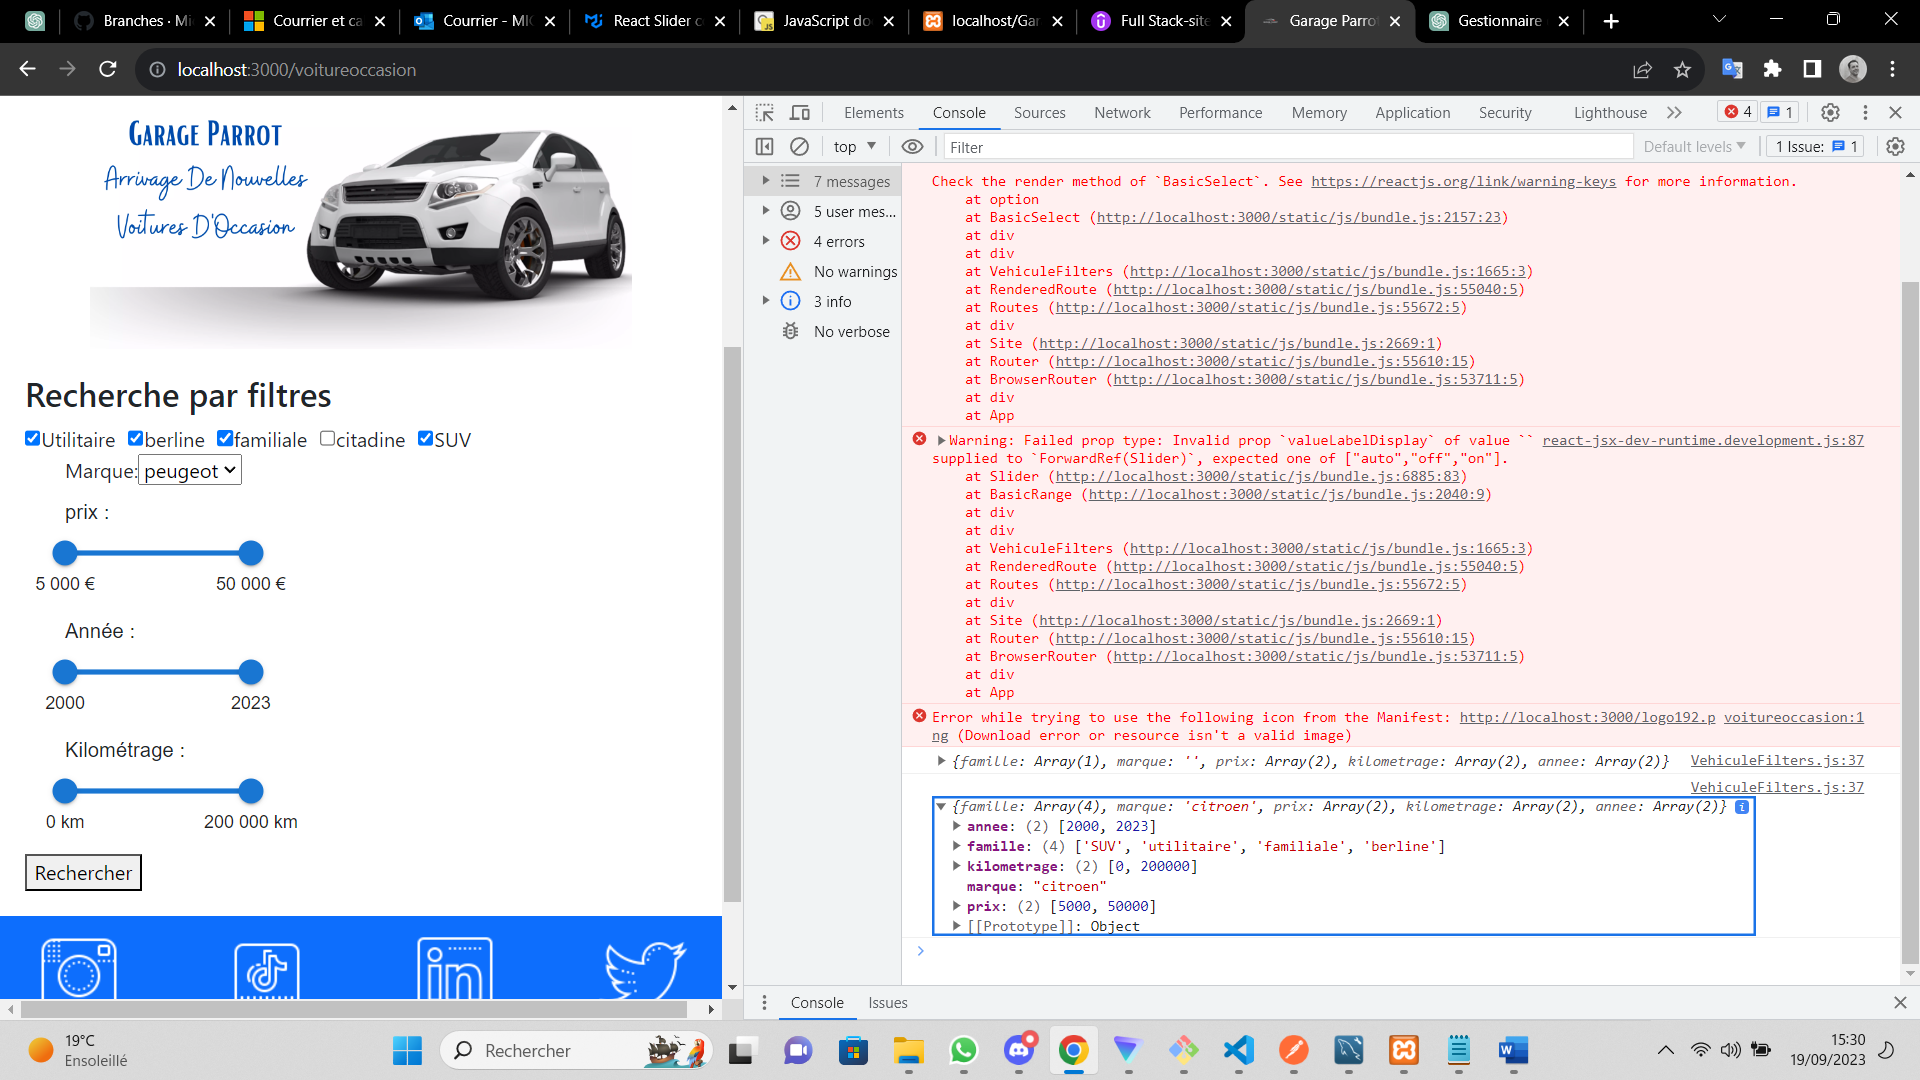 Branches · Mi
Courrier et ca
Courrier - MIC
React Slider c
JavaScript do
localhost/Gar
Full Stack-site
Garage Parrot
Gestionnaire
localhost:3000/voitureoccasion
GARAGE PARROT
Arrivage De Nouvelles
Voitures D'Occasion
Recherche par filtres
Utilitaire berline familiale citadine SUV
Marque: peugeot
prix :
5 000 € 50 000 €
Année :
2000 2023
Kilométrage :
0 km 200 000 km
Rechercher
Elements Console Sources Network Performance Memory Application Security Lighthouse 4 1
top Filter Default levels 1 Issue: 1
7 messages
5 user mes...
4 errors
No warnings
3 info
No verbose
Check the render method of `BasicSelect`. See https://reactjs.org/link/warning-keys for more information.
at option
at BasicSelect (http://localhost:3000/static/js/bundle.js:2157:23)
at div
at div
at VehiculeFilters (http://localhost:3000/static/js/bundle.js:1665:3)
at RenderedRoute (http://localhost:3000/static/js/bundle.js:55040:5)
at Routes (http://localhost:3000/static/js/bundle.js:55672:5)
at div
at Site (http://localhost:3000/static/js/bundle.js:2669:1)
at Router (http://localhost:3000/static/js/bundle.js:55610:15)
at BrowserRouter (http://localhost:3000/static/js/bundle.js:53711:5)
at div
at App
Warning: Failed prop type: Invalid prop `valueLabelDisplay` of value `` react-jsx-dev-runtime.development.js:87
supplied to `ForwardRef(Slider)`, expected one of ["auto","off","on"].
at Slider (http://localhost:3000/static/js/bundle.js:6885:83)
at BasicRange (http://localhost:3000/static/js/bundle.js:2040:9)
at div
at div
at VehiculeFilters (http://localhost:3000/static/js/bundle.js:1665:3)
at RenderedRoute (http://localhost:3000/static/js/bundle.js:55040:5)
at Routes (http://localhost:3000/static/js/bundle.js:55672:5)
at div
at Site (http://localhost:3000/static/js/bundle.js:2669:1)
at Router (http://localhost:3000/static/js/bundle.js:55610:15)
at BrowserRouter (http://localhost:3000/static/js/bundle.js:53711:5)
at div
at App
Error while trying to use the following icon from the Manifest: http://localhost:3000/logo192.p voitureoccasion:1
ng (Download error or resource isn't a valid image)
{famille: Array(1), marque: '', prix: Array(2), kilometrage: Array(2), annee: Array(2)} VehiculeFilters.js:37
VehiculeFilters.js:37
{famille: Array(4), marque: 'citroen', prix: Array(2), kilometrage: Array(2), annee: Array(2)}
annee: (2) [2000, 2023]
famille: (4) ['SUV', 'utilitaire', 'familiale', 'berline']
kilometrage: (2) [0, 200000]
marque: "citroen"
prix: (2) [5000, 50000]
[[Prototype]]: Object
Console Issues
19°C
Ensoleillé
Rechercher
15:30
19/09/2023